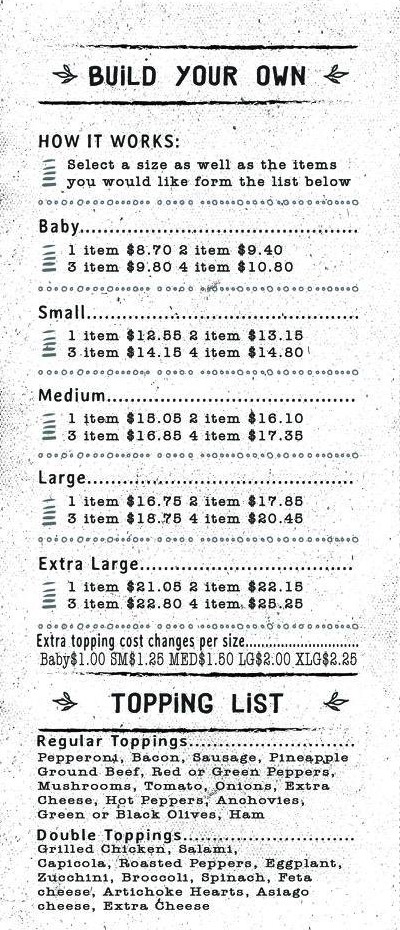 BUILD YOUR OWN
HOW IT WORKS:
Select a size as well as the items
you would like form the list below
Baby
1 item $8.70 2 item $9.40
3 item $9.80 4 item $10.80
Small
1 item $12.55 2 item $13.15
3 item $14.15 4 item $14.80
Medium
1 item $15.05 2 item $16.10
3 item $16.85 4 item $17.35
Large
1 item $16.75 2 item $17.85
3 item $18.75 4 item $20.45
Extra Large
1 item $21.05 2 item $22.15
3 item $22.80 4 item $25.25
Extra topping cost changes per size
Baby$1.00 SM$1.25 MED$1.50 LG$2.00 XLG$2.25
TOPPING LIST
Regular Toppings
Pepperoni, Bacon, Sausage, Pineapple
Ground Beef, Red or Green Peppers,
Mushrooms, Tomato, Onions, Extra
Cheese, Hot Peppers, Anchovies,
Green or Black Olives, Ham
Double Toppings
Grilled Chicken, Salami,
Capicola, Roasted Peppers, Eggplant,
Zucchini, Broccoli, Spinach, Feta
cheese, Artichoke Hearts, Asiago
cheese, Extra Cheese